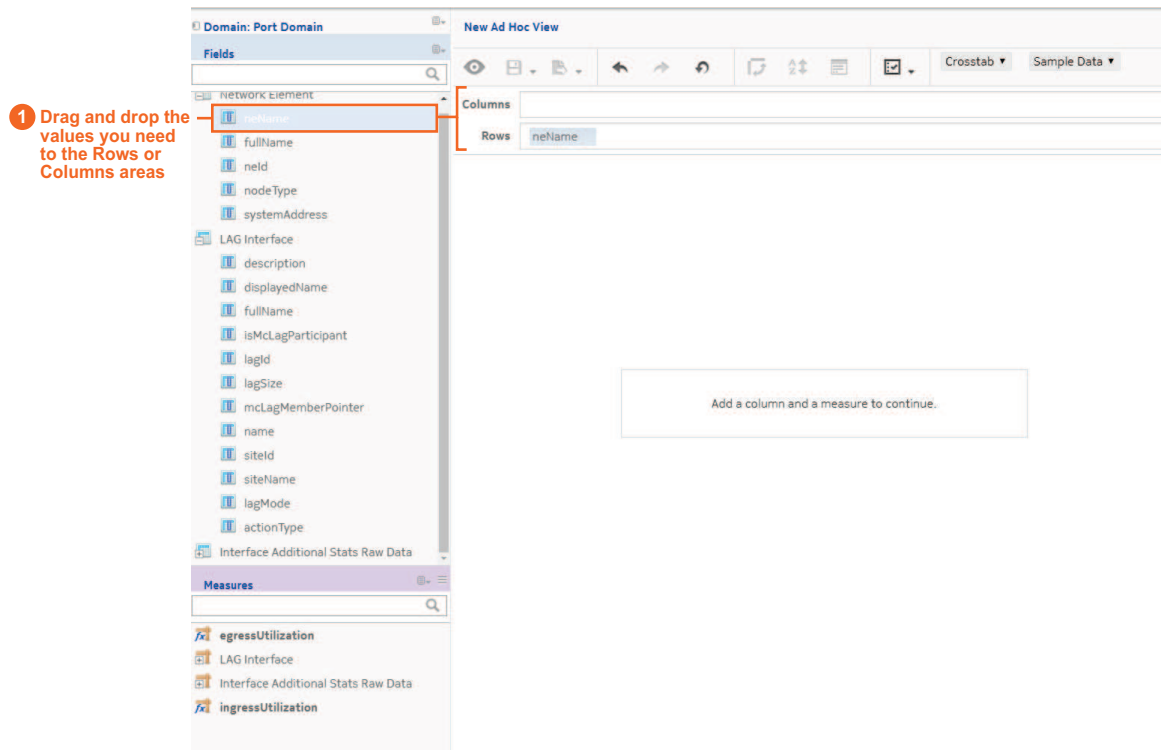 Domain: Port Domain
New Ad Hoc View
Fields
Crosstab ▾ Sample Data ▾
Network Element
Columns
1 Drag and drop the
values you need
to the Rows or
Columns areas
neName
Rows neName
fullName
neId
nodeType
systemAddress
LAG Interface
description
displayedName
fullName
isMcLagParticipant
lagId
lagSize
mcLagMemberPointer
name
siteId
siteName
lagMode
actionType
Interface Additional Stats Raw Data
Add a column and a measure to continue.
Measures
egressUtilization
LAG Interface
Interface Additional Stats Raw Data
ingressUtilization